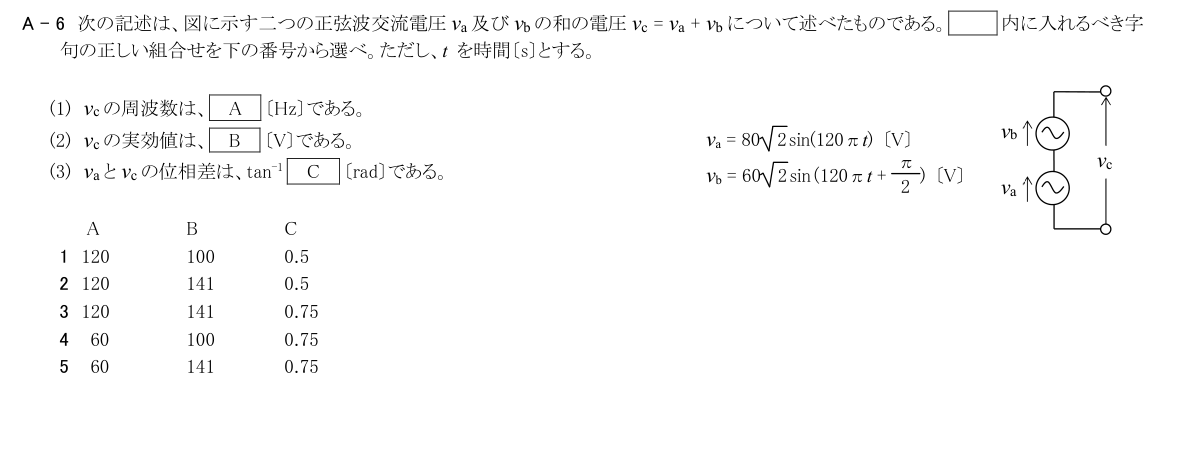 A － 6 次の記述は、図に示す二つの正弦波交流電圧 va 及び vb の和の電圧 vc = va + vb について述べたものである。□内に入れるべき字
句の正しい組合せを下の番号から選べ。ただし、t を時間〔s〕とする。
(1) vc の周波数は、 A 〔Hz〕である。
(2) vc の実効値は、 B 〔V〕である。
(3) va と vc の位相差は、tan⁻¹ C 〔rad〕である。
va = 80√2 sin(120 π t) 〔V〕
vb = 60√2 sin(120 π t + π/2) 〔V〕
vb
vc
va
A B C
1 120 100 0.5
2 120 141 0.5
3 120 141 0.75
4 60 100 0.75
5 60 141 0.75